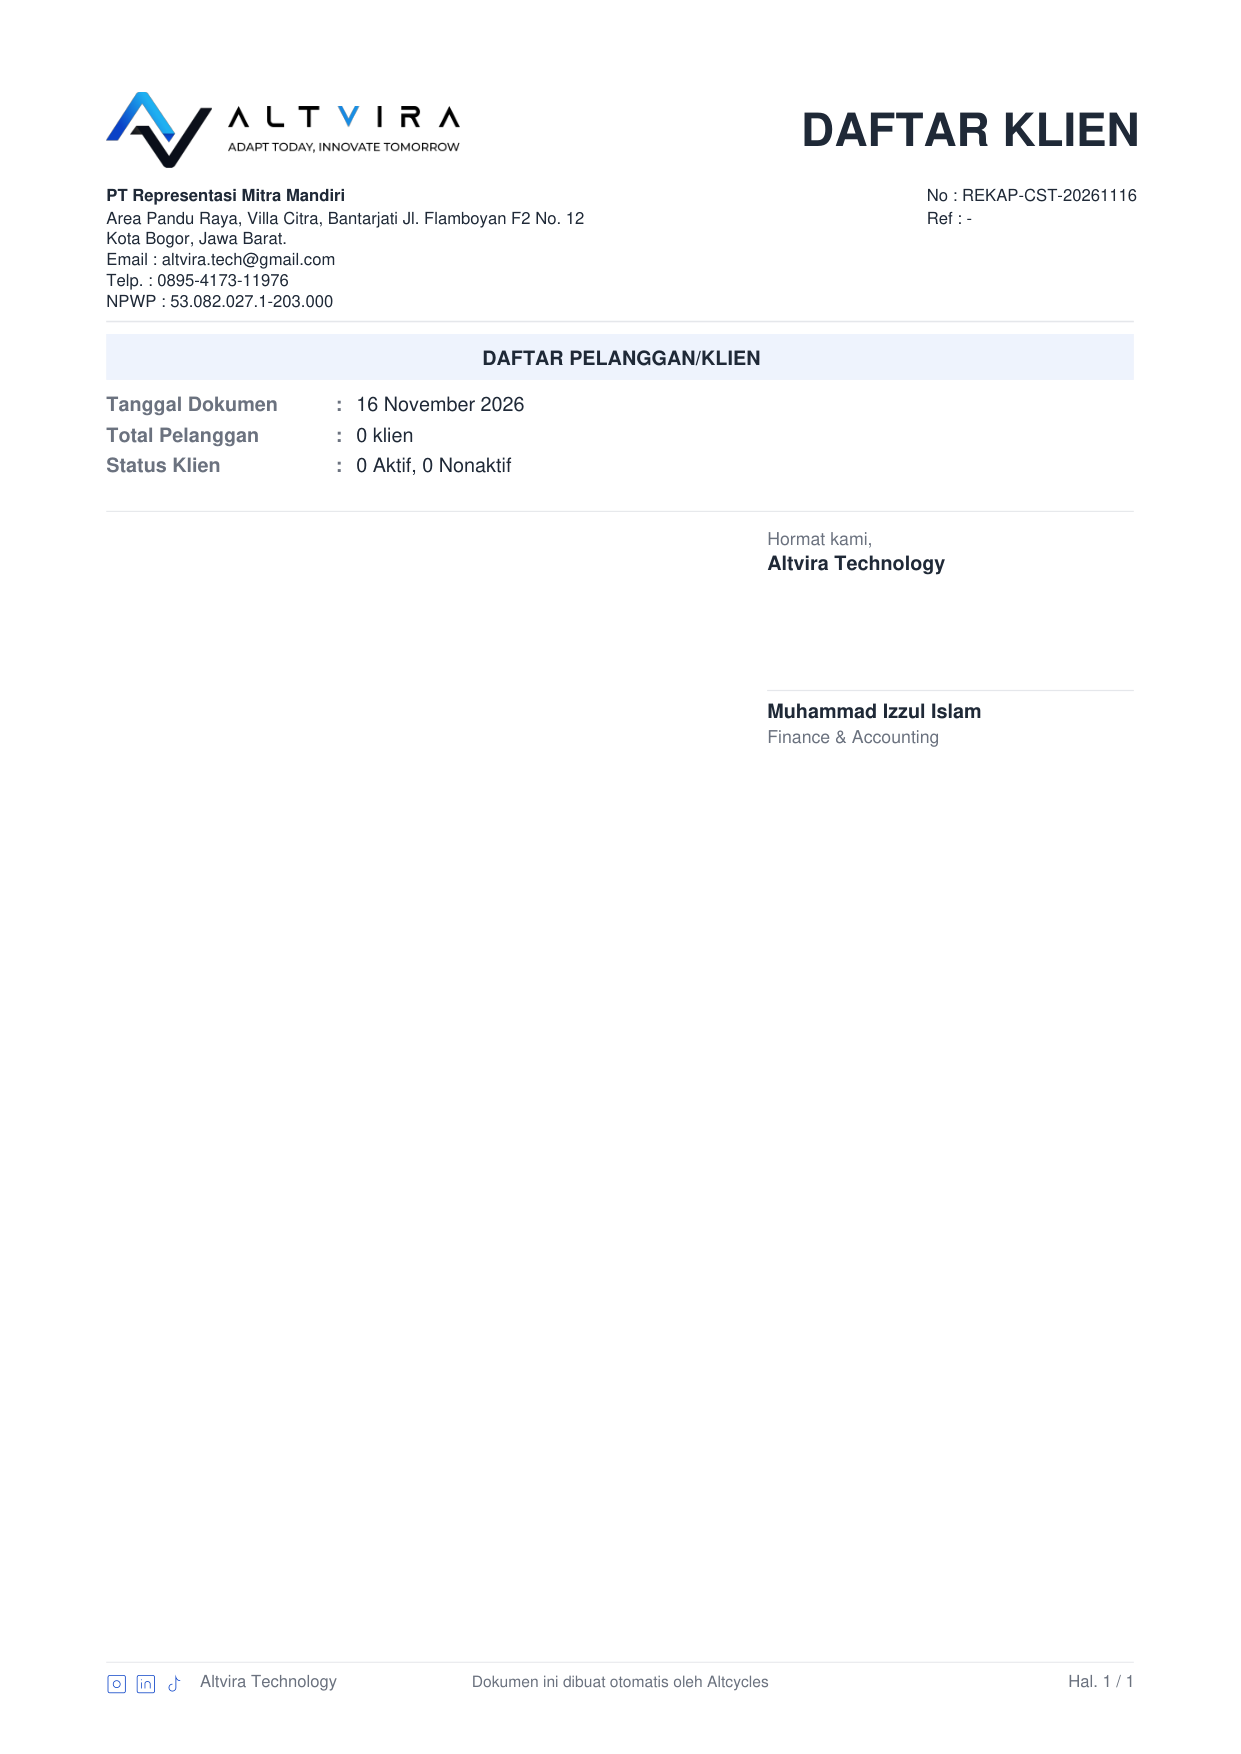 ALTVIRA
ADAPT TODAY, INNOVATE TOMORROW
DAFTAR KLIEN
PT Representasi Mitra Mandiri
Area Pandu Raya, Villa Citra, Bantarjati Jl. Flamboyan F2 No. 12
Kota Bogor, Jawa Barat.
Email : altvira.tech@gmail.com
Telp. : 0895-4173-11976
NPWP : 53.082.027.1-203.000
No : REKAP-CST-20261116
Ref : -
DAFTAR PELANGGAN/KLIEN
Tanggal Dokumen : 16 November 2026
Total Pelanggan : 0 klien
Status Klien : 0 Aktif, 0 Nonaktif
Hormat kami,
Altvira Technology
Muhammad Izzul Islam
Finance & Accounting
Altvira Technology Dokumen ini dibuat otomatis oleh Altcycles Hal. 1 / 1